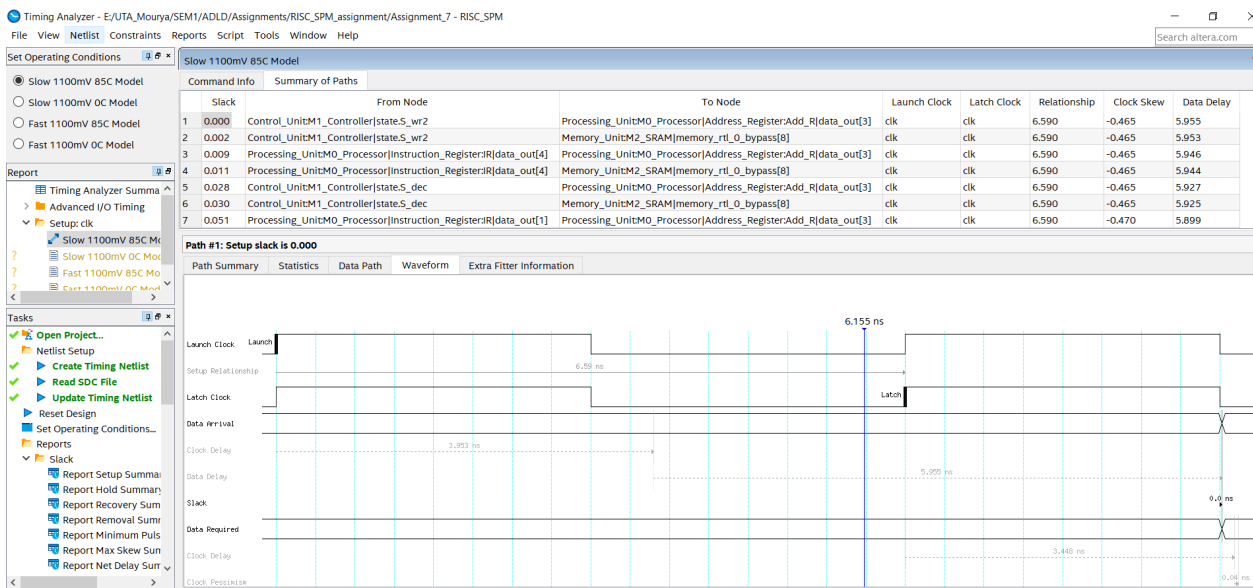 Timing Analyzer - E:/UTA_Mourya/SEM1/ADLD/Assignments/RISC_SPM_assignment/Assignment_7 - RISC_SPM
File View Netlist Constraints Reports Script Tools Window Help
Search altera.com
Set Operating Conditions
Slow 1100mV 85C Model
Slow 1100mV 0C Model
Fast 1100mV 85C Model
Fast 1100mV 0C Model
Report
Timing Analyzer Summa
Advanced I/O Timing
Setup: clk
Slow 1100mV 85C Mo
Slow 1100mV 0C Mod
Fast 1100mV 85C Mo
Fast 1100mV 0C Mod
Tasks
Open Project...
Netlist Setup
Create Timing Netlist
Read SDC File
Update Timing Netlist
Reset Design
Set Operating Conditions...
Reports
Slack
Report Setup Summa
Report Hold Summary
Report Recovery Sum
Report Removal Summ
Report Minimum Puls
Report Max Skew Sum
Report Net Delay Sum
Slow 1100mV 85C Model
Command Info Summary of Paths
Slack From Node To Node Launch Clock Latch Clock Relationship Clock Skew Data Delay
1 0.000 Control_Unit:M1_Controller|state.S_wr2 Processing_Unit:M0_Processor|Address_Register:Add_R|data_out[3] clk clk 6.590 -0.465 5.955
2 0.002 Control_Unit:M1_Controller|state.S_wr2 Memory_Unit:M2_SRAM|memory_rtl_0_bypass[8] clk clk 6.590 -0.465 5.953
3 0.009 Processing_Unit:M0_Processor|Instruction_Register:IR|data_out[4] Processing_Unit:M0_Processor|Address_Register:Add_R|data_out[3] clk clk 6.590 -0.465 5.946
4 0.011 Processing_Unit:M0_Processor|Instruction_Register:IR|data_out[4] Memory_Unit:M2_SRAM|memory_rtl_0_bypass[8] clk clk 6.590 -0.465 5.944
5 0.028 Control_Unit:M1_Controller|state.S_dec Processing_Unit:M0_Processor|Address_Register:Add_R|data_out[3] clk clk 6.590 -0.465 5.927
6 0.030 Control_Unit:M1_Controller|state.S_dec Memory_Unit:M2_SRAM|memory_rtl_0_bypass[8] clk clk 6.590 -0.465 5.925
7 0.051 Processing_Unit:M0_Processor|Instruction_Register:IR|data_out[1] Processing_Unit:M0_Processor|Address_Register:Add_R|data_out[3] clk clk 6.590 -0.470 5.899
Path #1: Setup slack is 0.000
Path Summary Statistics Data Path Waveform Extra Fitter Information
6.155 ns
Launch Clock Launch
Setup Relationship 6.59 ns
Latch Clock Latch
Data Arrival
Clock Delay 3.953 ns
Data Delay 5.955 ns
Slack 0.0 ns
Data Required
Clock Delay 3.448 ns
Clock Pessimism 0.04 ns